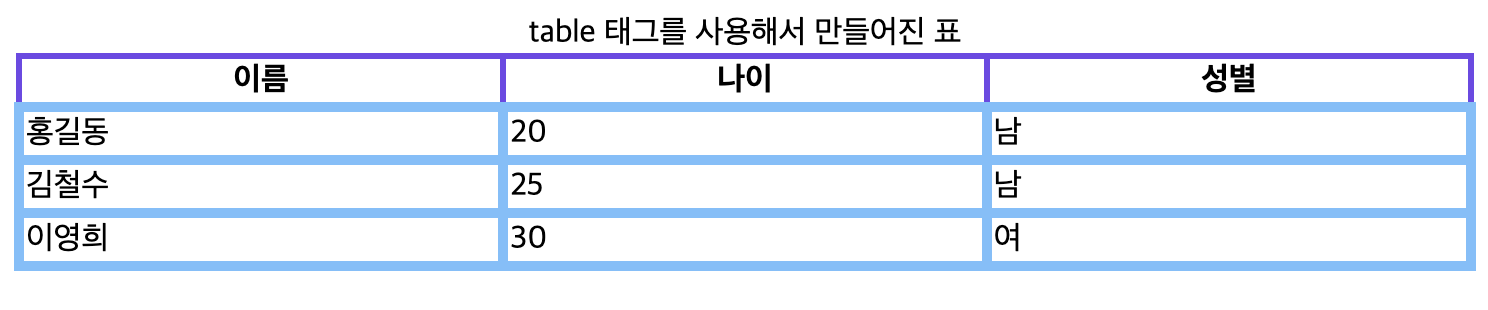 table 태그를 사용해서 만들어진 표
이름 나이 성별
홍길동 20 남
김철수 25 남
이영희 30 여